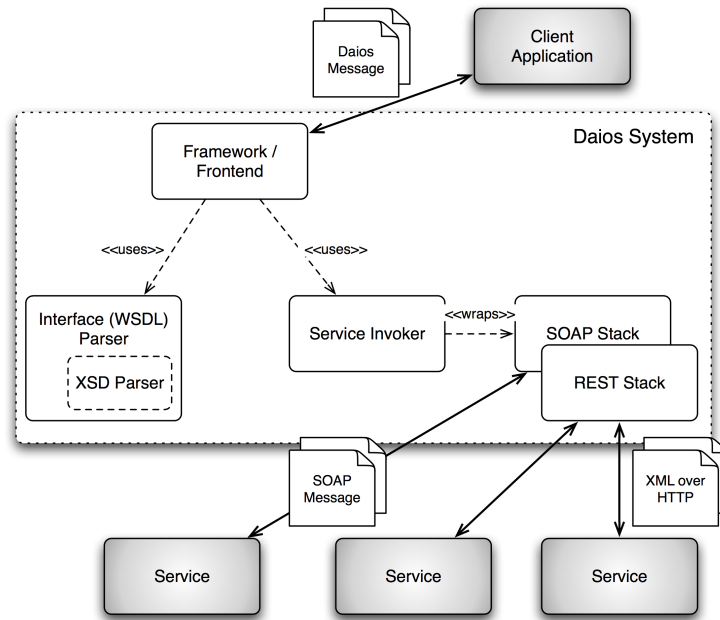 Daios
Message
Client
Application
Daios System
Framework /
Frontend
<<uses>>
<<uses>>
Interface (WSDL)
Parser
XSD Parser
Service Invoker
<<wraps>>
SOAP Stack
REST Stack
SOAP
Message
XML over
HTTP
Service
Service
Service